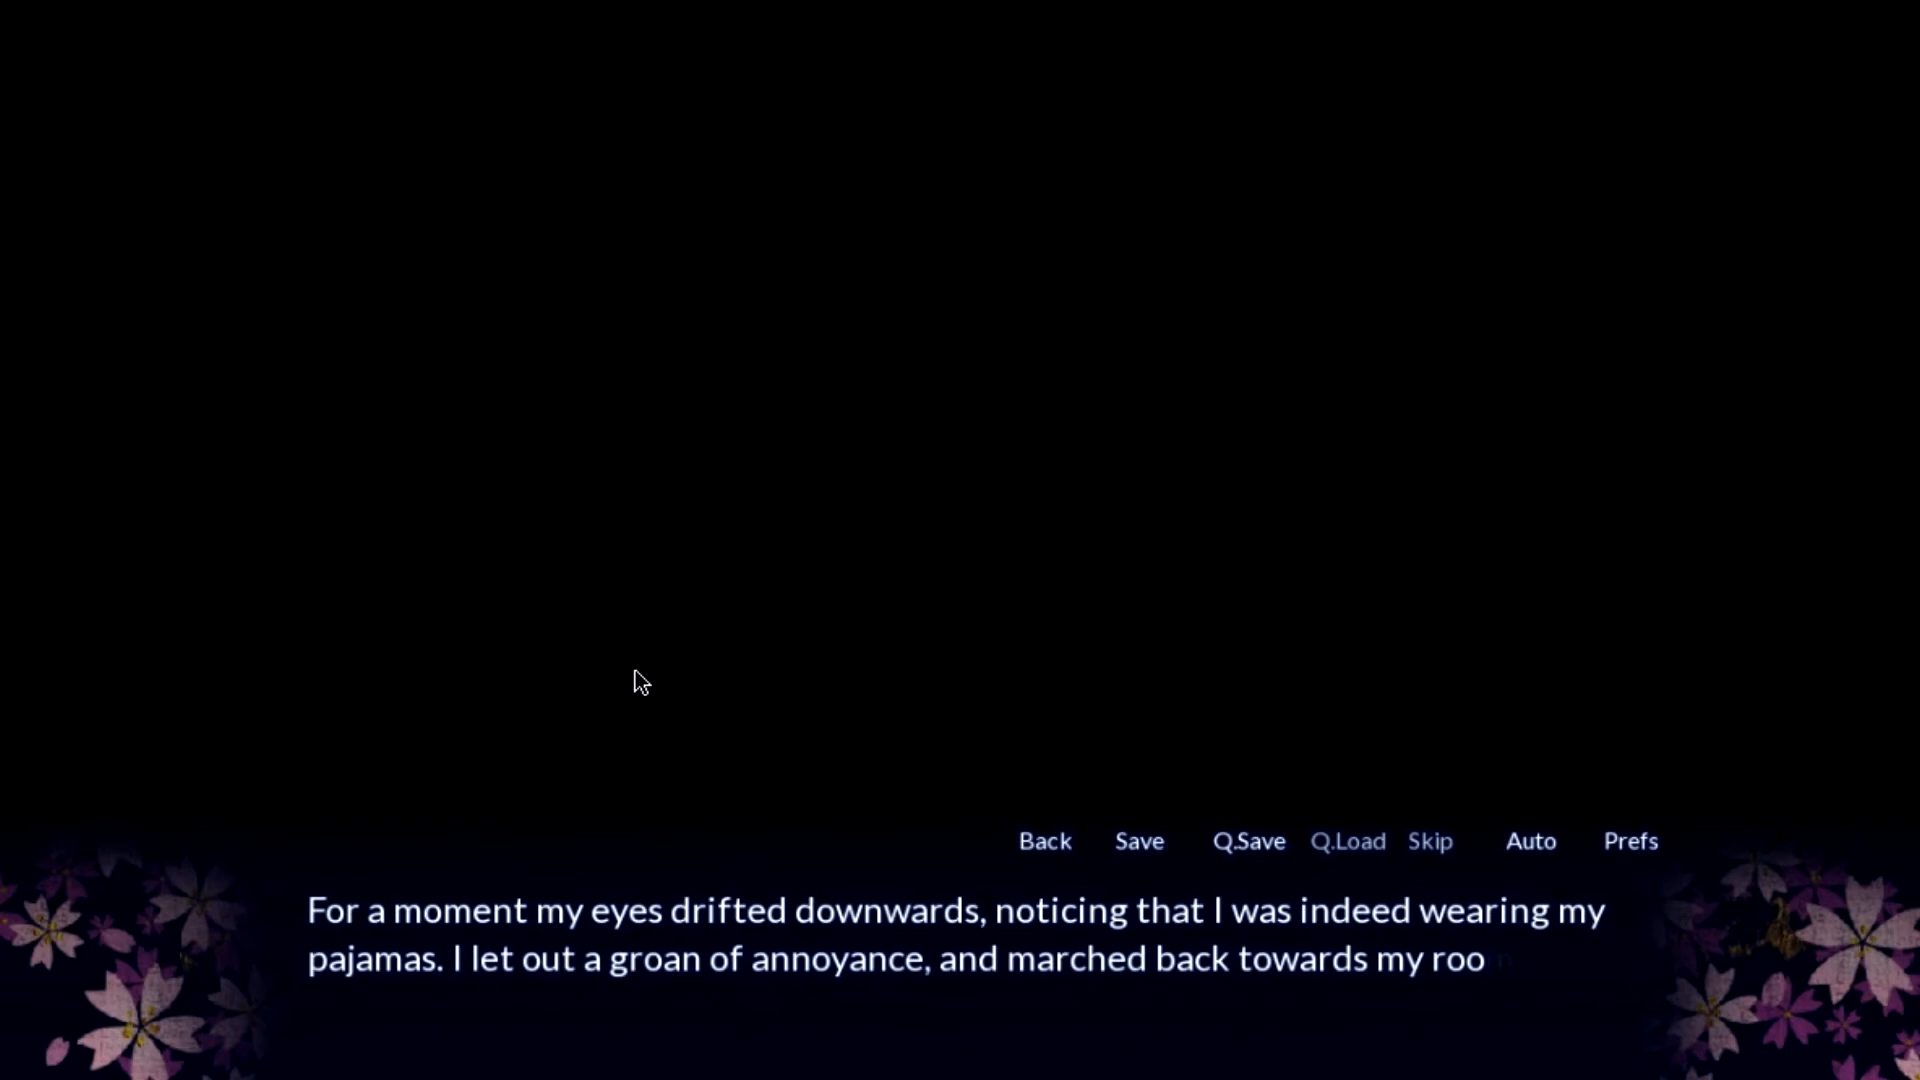 Back Save Q.Save Q.Load Skip Auto Prefs
For a moment my eyes drifted downwards, noticing that I was indeed wearing my
pajamas. I let out a groan of annoyance, and marched back towards my roo